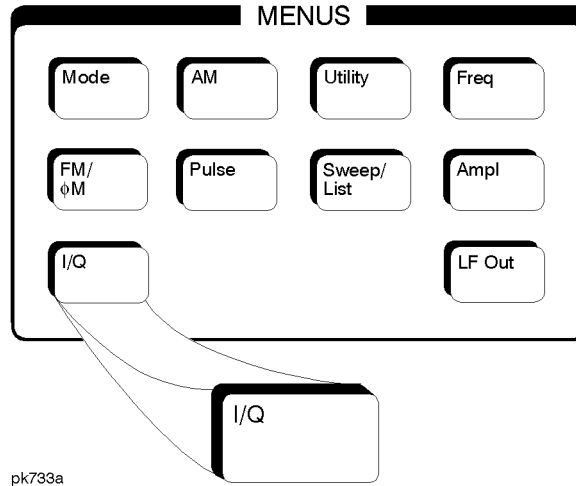 MENUS
Mode
AM
Utility
Freq
FM/
ϕM
Pulse
Sweep/
List
Ampl
I/Q
LF Out
I/Q
pk733a